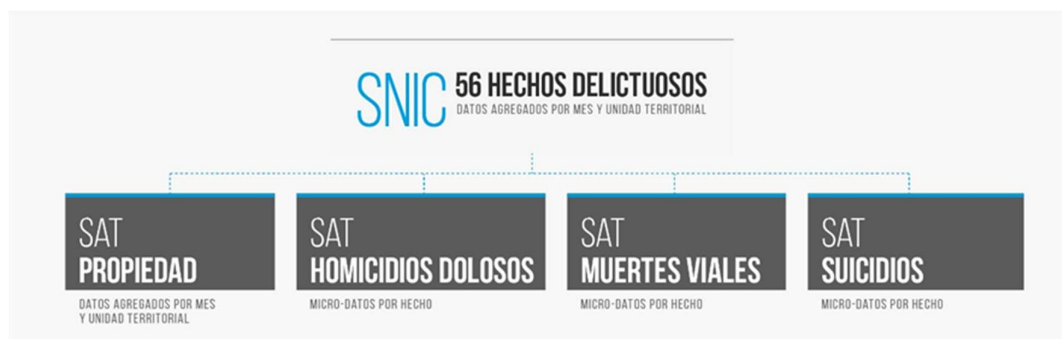 SNIC 56 HECHOS DELICTUOSOS
DATOS AGREGADOS POR MES Y UNIDAD TERRITORIAL
SAT
PROPIEDAD
DATOS AGREGADOS POR MES
Y UNIDAD TERRITORIAL
SAT
HOMICIDIOS DOLOSOS
MICRO-DATOS POR HECHO
SAT
MUERTES VIALES
MICRO-DATOS POR HECHO
SAT
SUICIDIOS
MICRO-DATOS POR HECHO